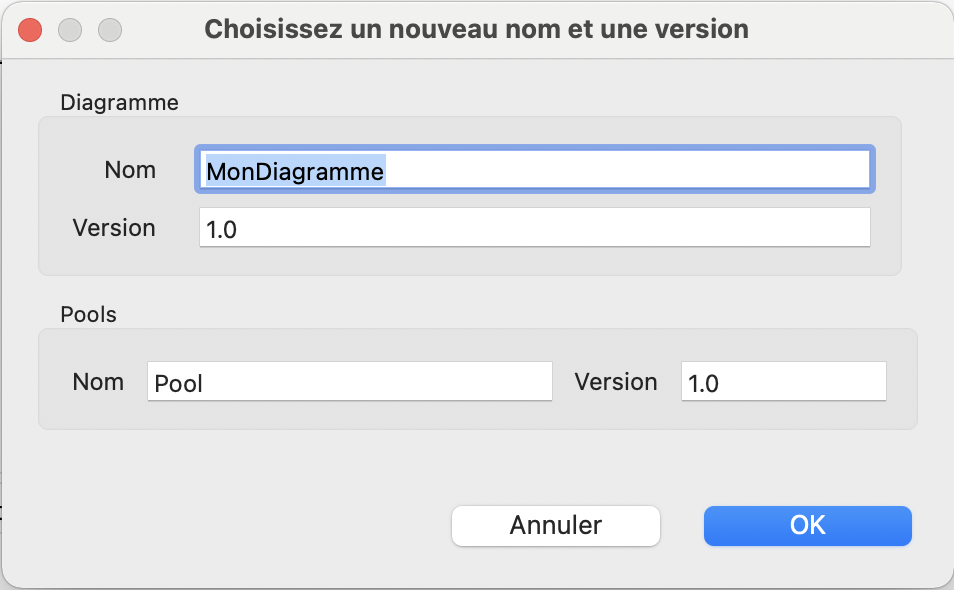 Choisissez un nouveau nom et une version
Diagramme
Nom MonDiagramme
Version 1.0
Pools
Nom Pool Version 1.0
Annuler OK